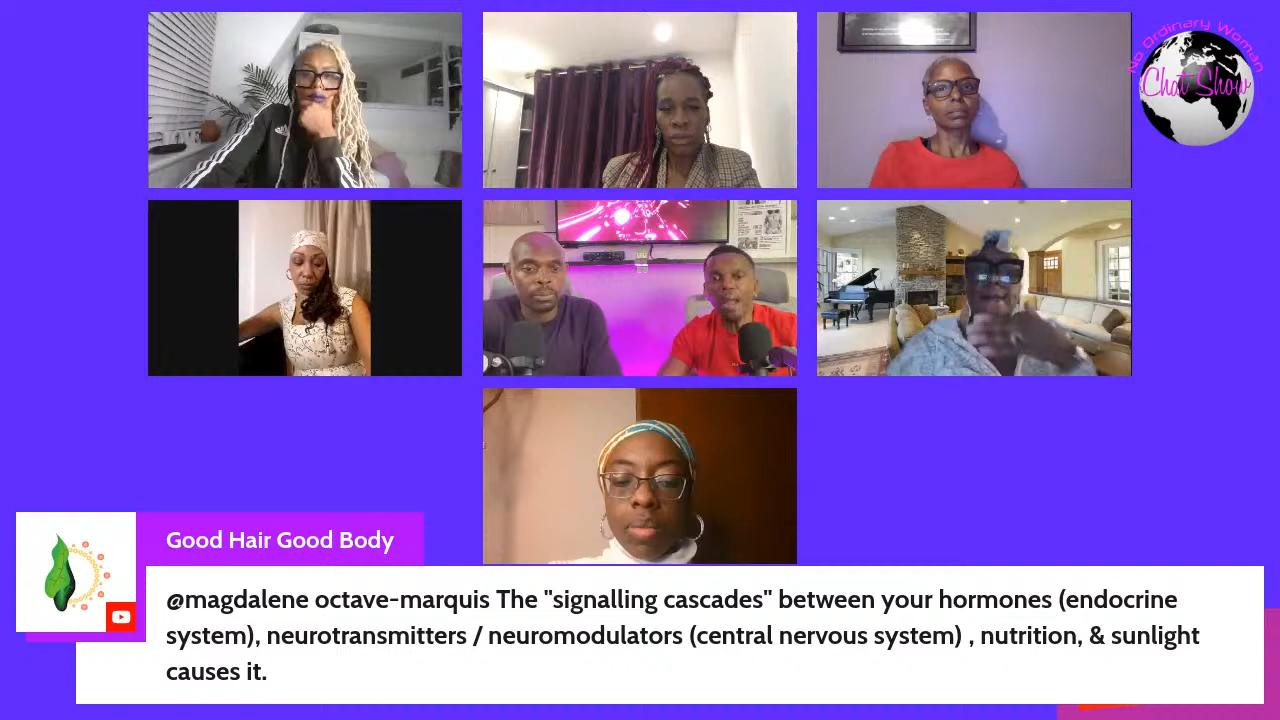 No Ordinary Woman
Chat Show
Good Hair Good Body
@magdalene octave-marquis The "signalling cascades" between your hormones (endocrine
system), neurotransmitters / neuromodulators (central nervous system) , nutrition, & sunlight
causes it.